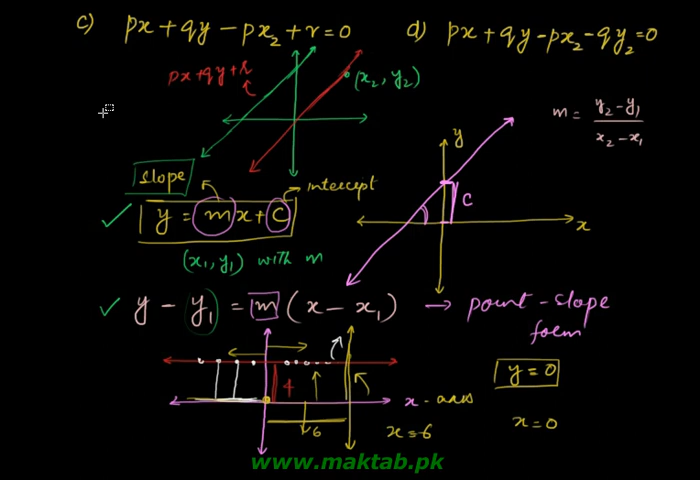 c) px + qy - px₂ + r = 0
d) px + qy - px₂ - qy₂ = 0
px + qy + r
(x₂, y₂)
m = y₂ - y₁ / x₂ - x₁
y
slope
intercept
c
y = mx + c
x
(x₁, y₁) with m
y - y₁ = m (x - x₁) → point-slope form
4
y = 0
x - axis
6
x = 6
x = 0
www.maktab.pk